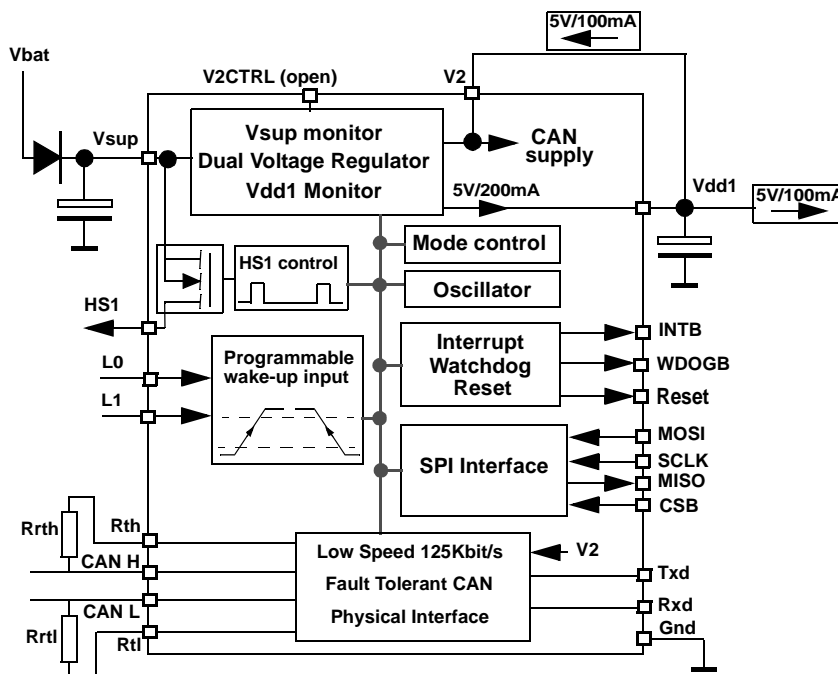 5V/100mA
Vbat
V2CTRL (open)
V2
Vsup
Vsup monitor
Dual Voltage Regulator
Vdd1 Monitor
CAN
supply
5V/200mA
Vdd1
5V/100mA
Mode control
HS1 control
Oscillator
HS1
Interrupt
Watchdog
Reset
INTB
WDOGB
Reset
L0
L1
Programmable
wake-up input
SPI Interface
MOSI
SCLK
MISO
CSB
Rrth
Rth
CAN H
CAN L
Rrtl
Rtl
Low Speed 125Kbit/s
Fault Tolerant CAN
Physical Interface
V2
Txd
Rxd
Gnd